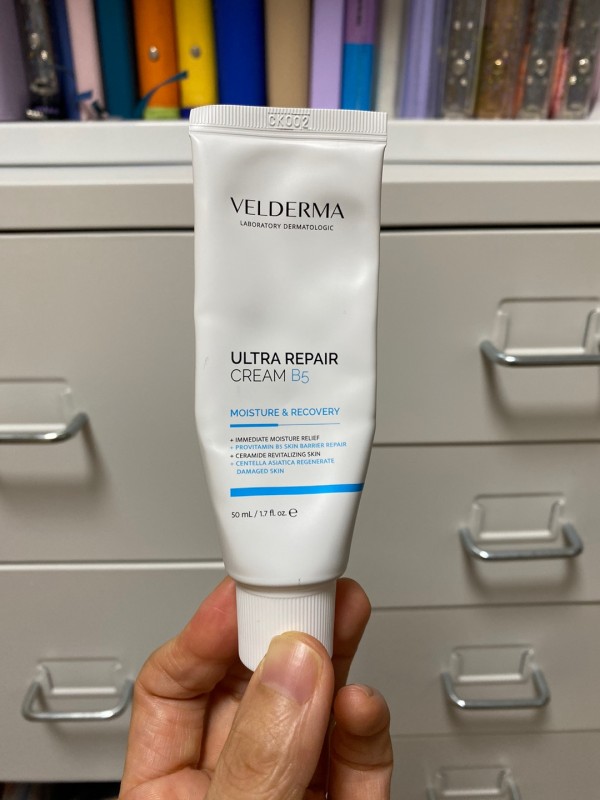 CK002
VELDERMA
LABORATORY DERMATOLOGIC
ULTRA REPAIR
CREAM B5
MOISTURE & RECOVERY
+ IMMEDIATE MOISTURE RELIEF
+ PROVITAMIN B5 SKIN BARRIER REPAIR
+ CERAMIDE REVITALIZING SKIN
+ CENTELLA ASIATICA REGENERATE
DAMAGED SKIN
50 mL / 1.7 fl. oz. ℮